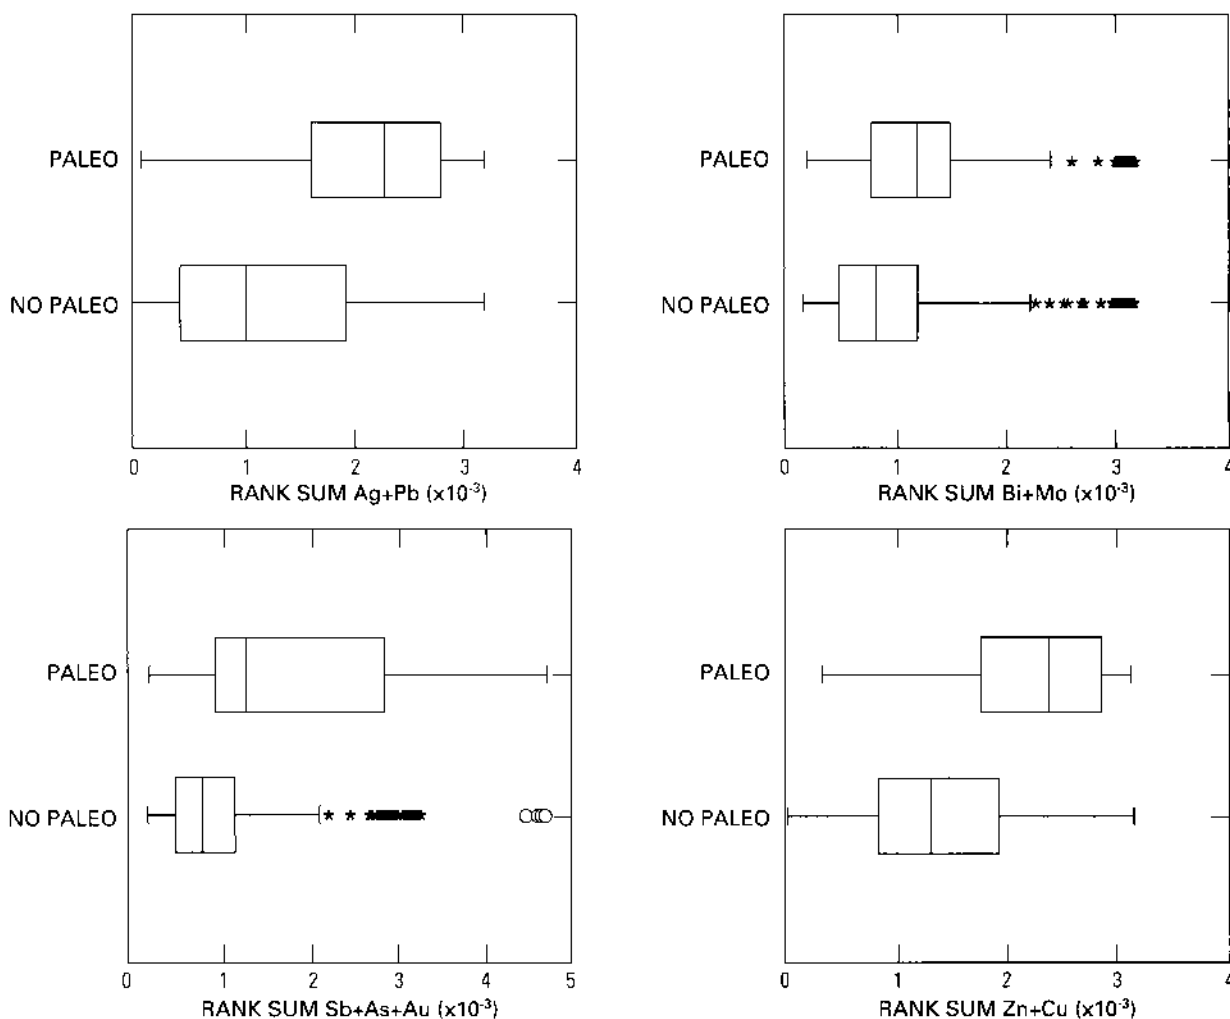 PALEO
NO PALEO
0 1 2 3 4
RANK SUM Ag+Pb (x10⁻³)
PALEO
NO PALEO
0 1 2 3 4
RANK SUM Bi+Mo (x10⁻³)
PALEO
NO PALEO
0 1 2 3 4 5
RANK SUM Sb+As+Au (x10⁻³)
PALEO
NO PALEO
0 1 2 3 4
RANK SUM Zn+Cu (x10⁻³)